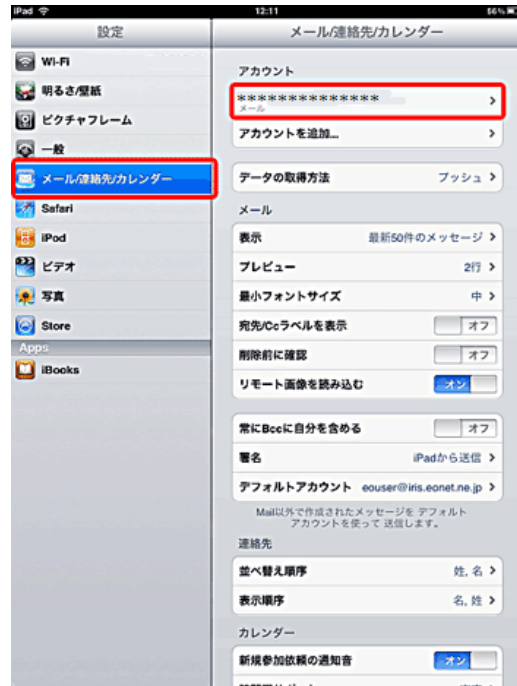 iPad 12:11 56%
設定
Wi-Fi
明るさ/壁紙
ピクチャフレーム
一般
メール/連絡先/カレンダー
Safari
iPod
ビデオ
写真
Store
Apps
iBooks
メール/連絡先/カレンダー
アカウント
**************
メール
アカウントを追加...
データの取得方法 プッシュ
メール
表示 最新50件のメッセージ
プレビュー 2行
最小フォントサイズ 中
宛先/Ccラベルを表示 オフ
削除前に確認 オフ
リモート画像を読み込む オン
常にBccに自分を含める オフ
署名 iPadから送信
デフォルトアカウント eouser@iris.eonet.ne.jp
Mail以外で作成されたメッセージを デフォルト
アカウントを使って 送信します。
連絡先
並べ替え順序 姓, 名
表示順序 名, 姓
カレンダー
新規参加依頼の通知音 オン